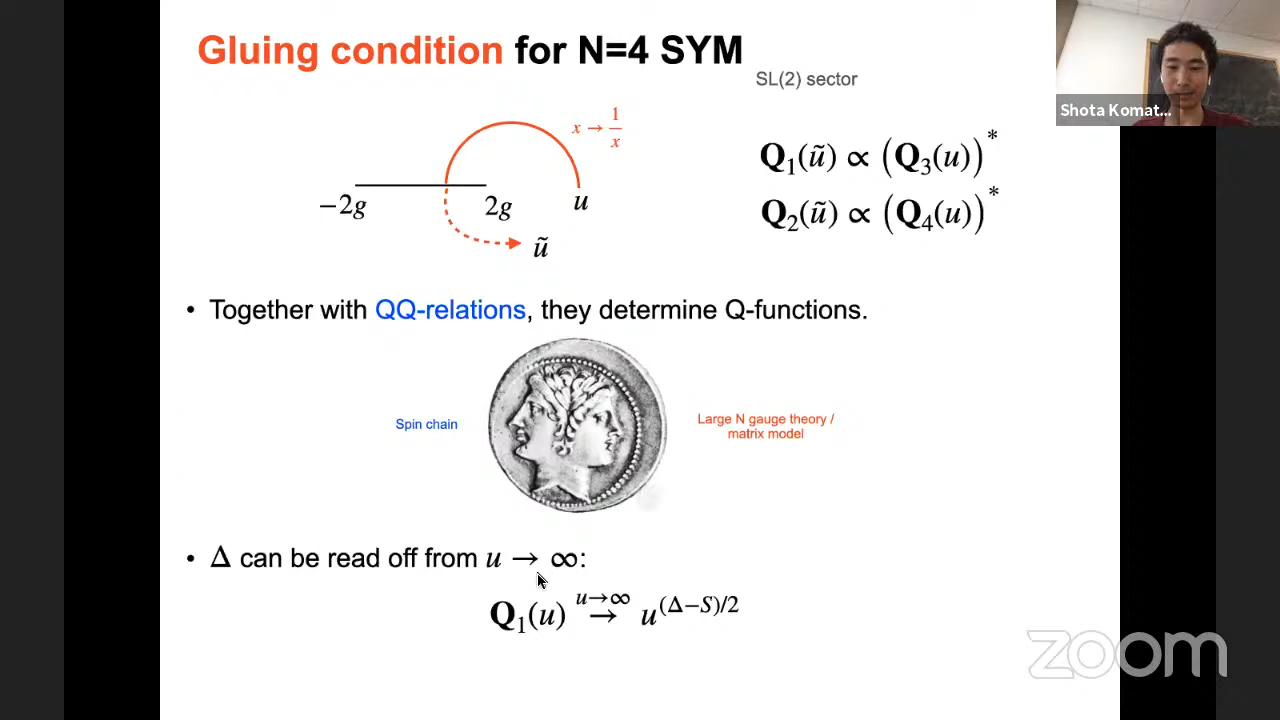 Gluing condition for N=4 SYM
SL(2) sector
Shota Komat...
x → 1/x
−2g
2g
u
ũ
Q₁(ũ) ∝ (Q₃(u))*
Q₂(ũ) ∝ (Q₄(u))*
• Together with QQ-relations, they determine Q-functions.
Spin chain
Large N gauge theory /
matrix model
• Δ can be read off from u → ∞:
Q₁(u) →^{u→∞} u^{(Δ−S)/2}
zoom